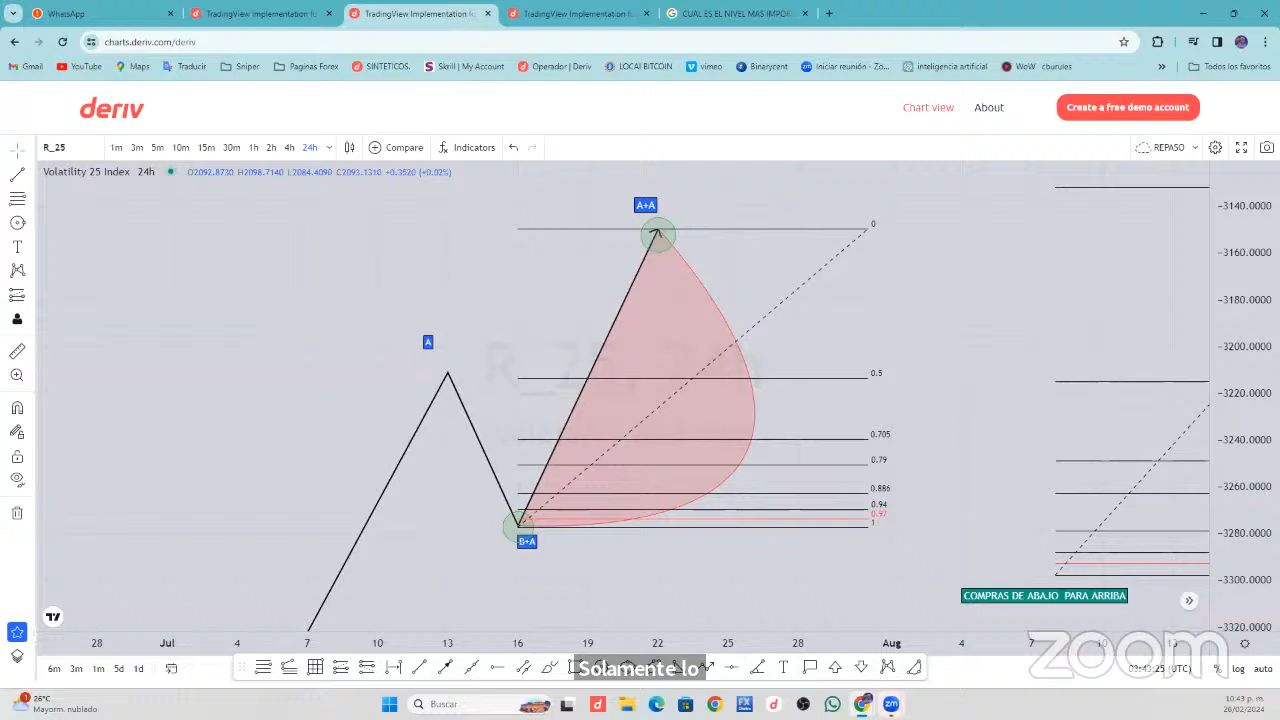 WhatsApp
TradingView Implementation fo
TradingView Implementation fo
TradingView Implementation fo
CUAL ES EL NIVEL MAS IMPOR
charts.deriv.com/deriv
Gmail
YouTube
Maps
Traducir
Sniper
Paginas Forex
SINTETICOS.
Skrill | My Account
Operador | Deriv
LOCAl BITCOIN
vimeo
Binarycent
Iniciar reunión - Zo...
inteligencia artificial
WoW cburules
Todos los favoritos
deriv
Chart view
About
Create a free demo account
R_25
1m 3m 5m 10m 15m 30m 1h 2h 4h 24h
Compare
Indicators
REPASO
Volatility 25 Index 24h
O2092.8730 H2098.7140 L2084.4090 C2093.1310 +0.3520 (+0.02%)
A+A
A
B+A
0
0.5
0.705
0.79
0.886
0.94
0.97
1
R_25, 24h
−3140.0000
−3160.0000
−3180.0000
−3200.0000
−3220.0000
−3240.0000
−3260.0000
−3280.0000
−3300.0000
−3320.0000
COMPRAS DE ABAJO PARA ARRIBA
28 Jul 4 7 10 13 16 19 22 25 28 Aug 4 7 10
zoom
6m 3m 1m 5d 1d
03:43:25 (UTC)
% log auto
Solamente lo
26°C
Mayorm. nublado
Buscar
10:43 p. m.
26/02/2024